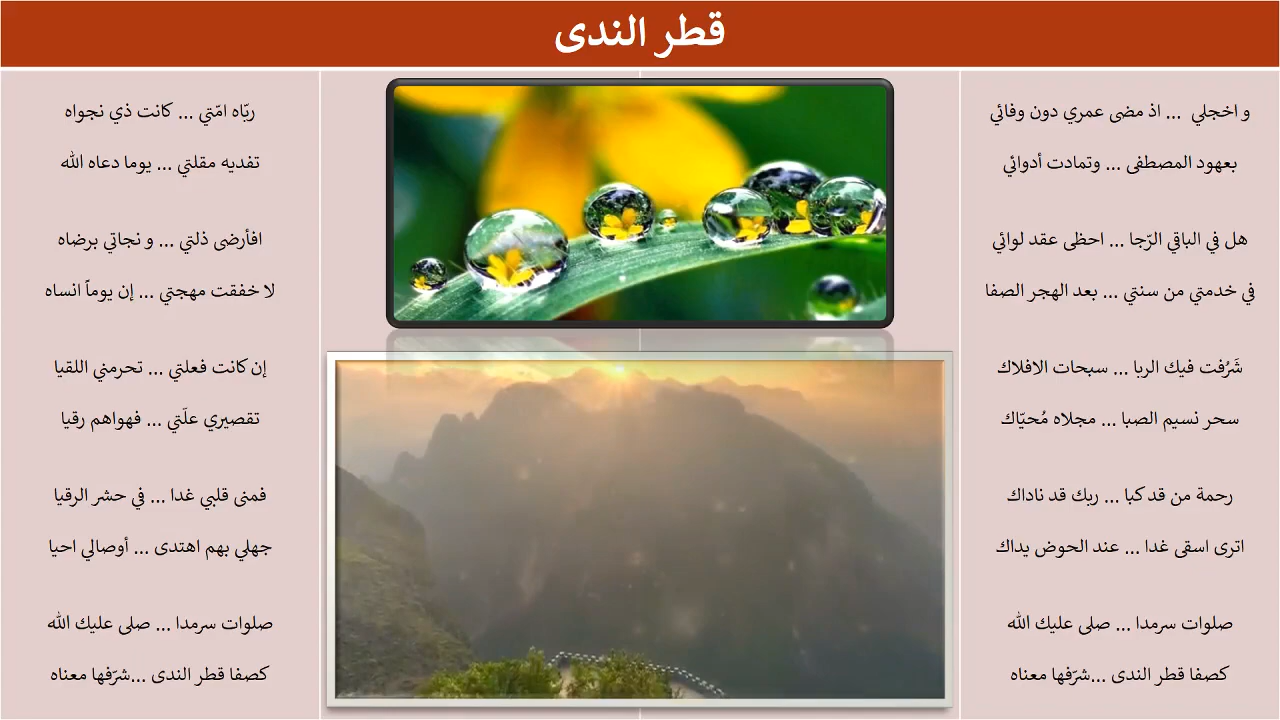 قطر الندى
و اخجلي ... اذ مضى عمري دون وفائي
بعهود المصطفى ... وتمادت أدوائي
هل في الباقي الرّجا ... احظى عقد لوائي
في خدمتي من سنتي ... بعد الهجر الصفا
شَرُفت فيك الربا ... سبحات الافلاك
سحر نسيم الصبا ... مجلاه مُحيّاك
رحمة من قد كبا ... ربك قد ناداك
اترى اسقى غدا ... عند الحوض يداك
صلوات سرمدا ... صلى عليك الله
كصفا قطر الندى ...شرّفها معناه
ربّاه امّتي ... كانت ذي نجواه
تفديه مقلتي ... يوما دعاه الله
افأرضى ذلتي ... و نجاتي برضاه
لا خفقت مهجتي ... إن يوماً انساه
إن كانت فعلتي ... تحرمني اللقيا
تقصيري علّتي ... فهواهم رقيا
فمنى قلبي غدا ... في حشر الرقيا
جهلي بهم اهتدى ... أوصالي احيا
صلوات سرمدا ... صلى عليك الله
كصفا قطر الندى ...شرّفها معناه